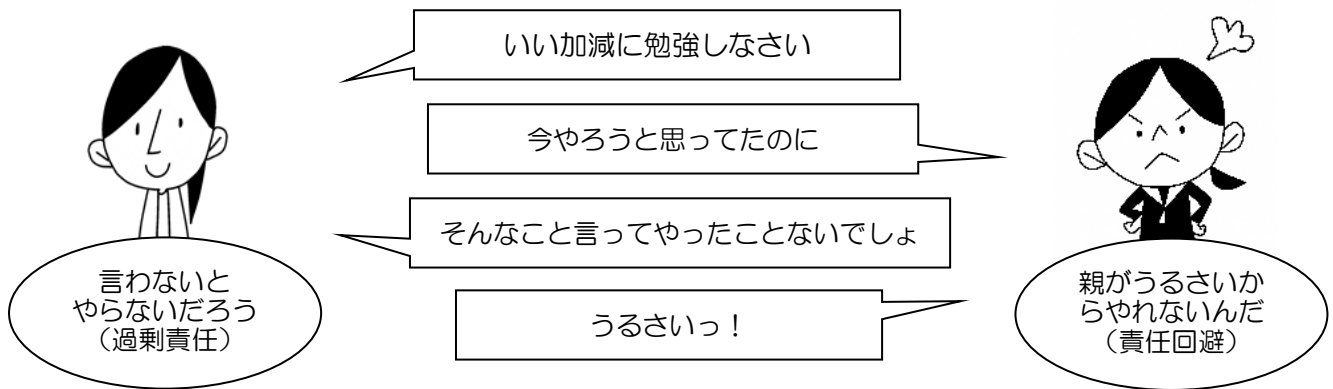 いい加減に勉強しなさい
今やろうと思ってたのに
そんなこと言ってやったことないでしょ
うるさいっ！
言わないと
やらないだろう
（過剰責任）
親がうるさいか
らやれないんだ
（責任回避）